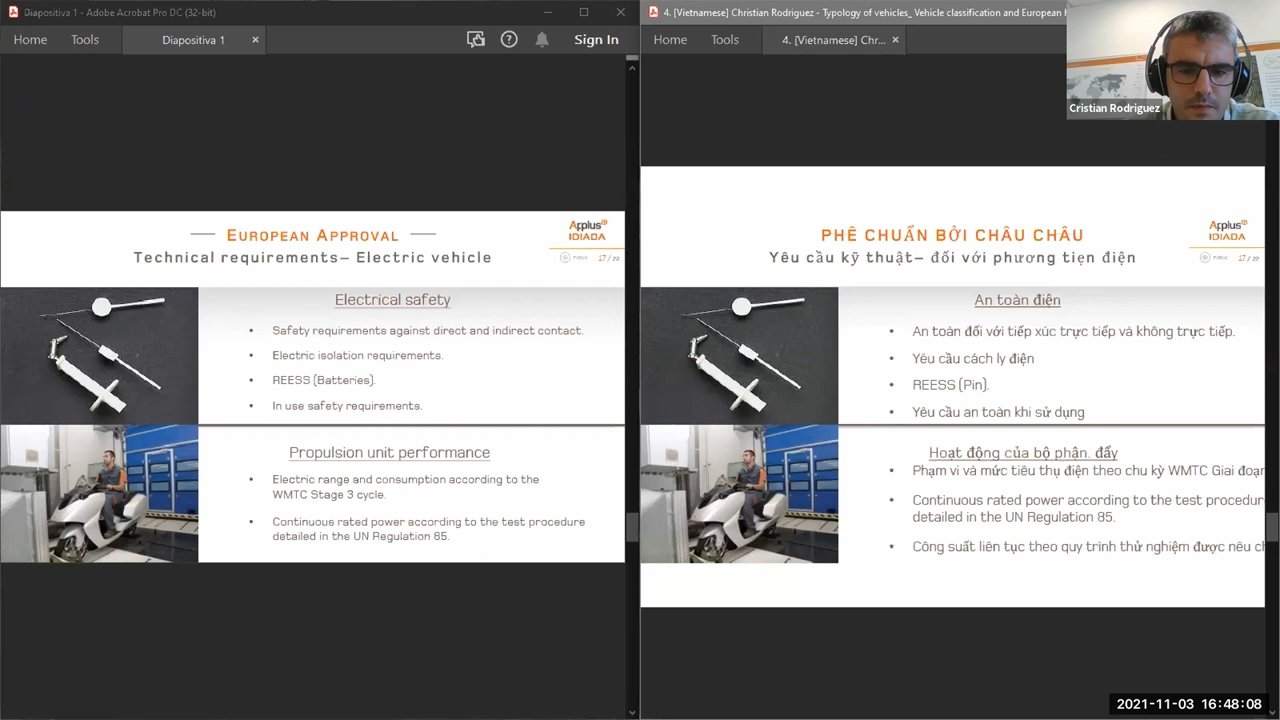 Diapositiva 1 - Adobe Acrobat Pro DC (32-bit)
Home
Tools
Diapositiva 1
Sign In
EUROPEAN APPROVAL
Technical requirements– Electric vehicle
Applus
IDIADA
17 / 22
Electrical safety
• Safety requirements against direct and indirect contact.
• Electric isolation requirements.
• REESS (Batteries).
• In use safety requirements.
Propulsion unit performance
• Electric range and consumption according to the
WMTC Stage 3 cycle.
• Continuous rated power according to the test procedure
detailed in the UN Regulation 85.
4. [Vietnamese] Christian Rodriguez - Typology of vehicles_ Vehicle classification and European
Home
Tools
4. [Vietnamese] Chr...
Cristian Rodriguez
PHÊ CHUẨN BỞI CHÂU CHÂU
Yêu cầu kỹ thuật– đối với phương tiện điện
Applus
IDIADA
17 / 22
An toàn điện
• An toàn đối với tiếp xúc trực tiếp và không trực tiếp.
• Yêu cầu cách ly điện
• REESS (Pin).
• Yêu cầu an toàn khi sử dụng
Hoạt động của bộ phận. đẩy
• Phạm vi và mức tiêu thụ điện theo chu kỳ WMTC Giai đoạn
• Continuous rated power according to the test procedur
detailed in the UN Regulation 85.
• Công suất liên tục theo quy trình thử nghiệm được nêu ch
2021-11-03 16:48:08